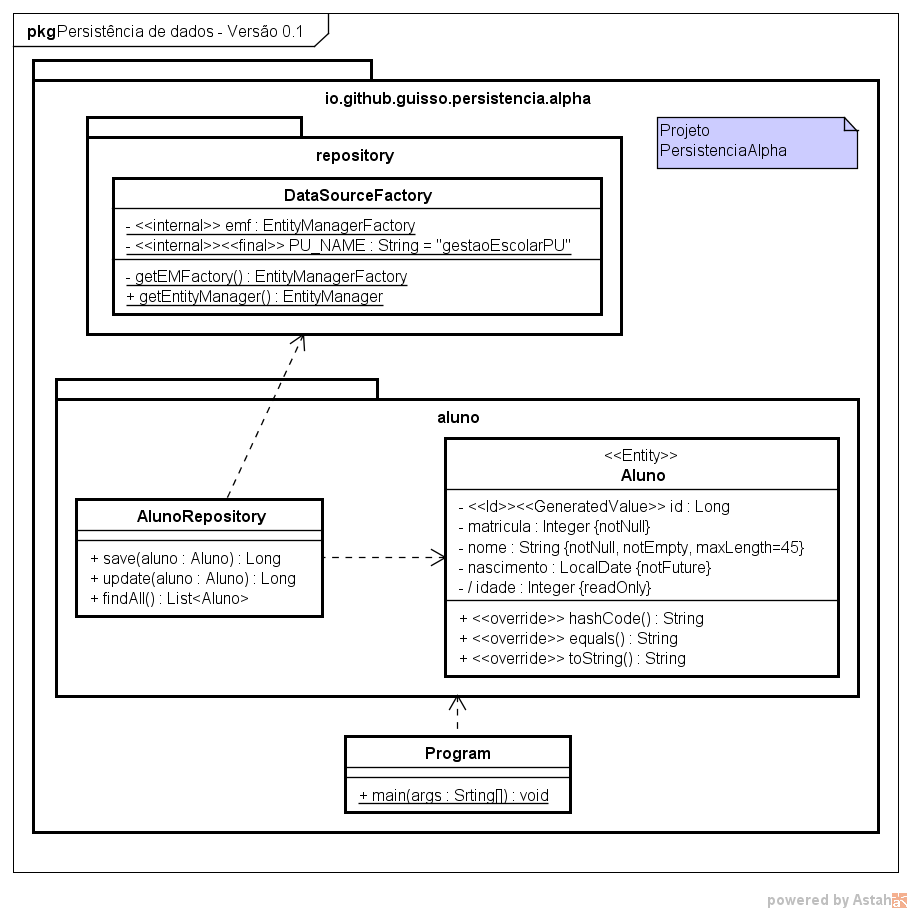 pkg Persistência de dados - Versão 0.1
io.github.guisso.persistencia.alpha
Projeto
PersistenciaAlpha
repository
DataSourceFactory
- <<internal>> emf : EntityManagerFactory
- <<internal>><<final>> PU_NAME : String = "gestaoEscolarPU"
- getEMFactory() : EntityManagerFactory
+ getEntityManager() : EntityManager
aluno
AlunoRepository
+ save(aluno : Aluno) : Long
+ update(aluno : Aluno) : Long
+ findAll() : List<Aluno>
<<Entity>>
Aluno
- <<Id>><<GeneratedValue>> id : Long
- matricula : Integer {notNull}
- nome : String {notNull, notEmpty, maxLength=45}
- nascimento : LocalDate {notFuture}
- / idade : Integer {readOnly}
+ <<override>> hashCode() : String
+ <<override>> equals() : String
+ <<override>> toString() : String
Program
+ main(args : Srting[]) : void
powered by Astah